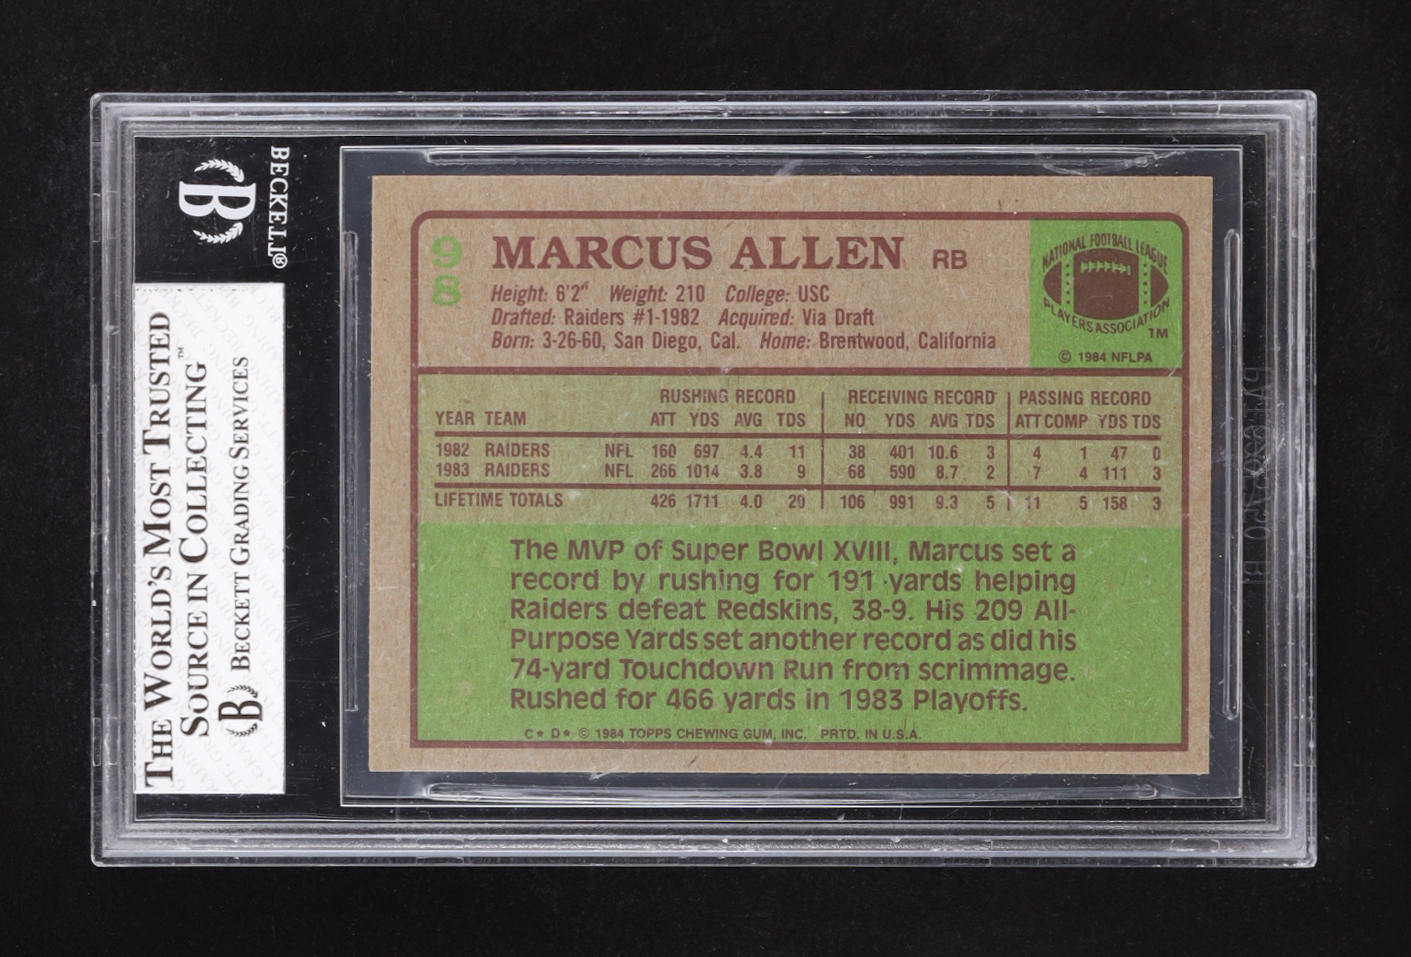 BECKETT®
B
THE WORLD'S MOST TRUSTED
SOURCE IN COLLECTING™
B BECKETT GRADING SERVICES
98
MARCUS ALLEN RB
Height: 6'2" Weight: 210 College: USC
Drafted: Raiders #1-1982 Acquired: Via Draft
Born: 3-26-60, San Diego, Cal. Home: Brentwood, California
NATIONAL FOOTBALL LEAGUE
PLAYERS ASSOCIATION
TM
© 1984 NFLPA
RUSHING RECORD RECEIVING RECORD PASSING RECORD
YEAR TEAM ATT YDS AVG TDS NO YDS AVG TDS ATT COMP YDS TDS
1982 RAIDERS NFL 160 697 4.4 11 38 401 10.6 3 4 1 47 0
1983 RAIDERS NFL 266 1014 3.8 9 68 590 8.7 2 7 4 111 3
LIFETIME TOTALS 426 1711 4.0 20 106 991 9.3 5 11 5 158 3
The MVP of Super Bowl XVIII, Marcus set a
record by rushing for 191 yards helping
Raiders defeat Redskins, 38-9. His 209 All-
Purpose Yards set another record as did his
74-yard Touchdown Run from scrimmage.
Rushed for 466 yards in 1983 Playoffs.
C★ D★ © 1984 TOPPS CHEWING GUM, INC. PRTD. IN U.S.A.